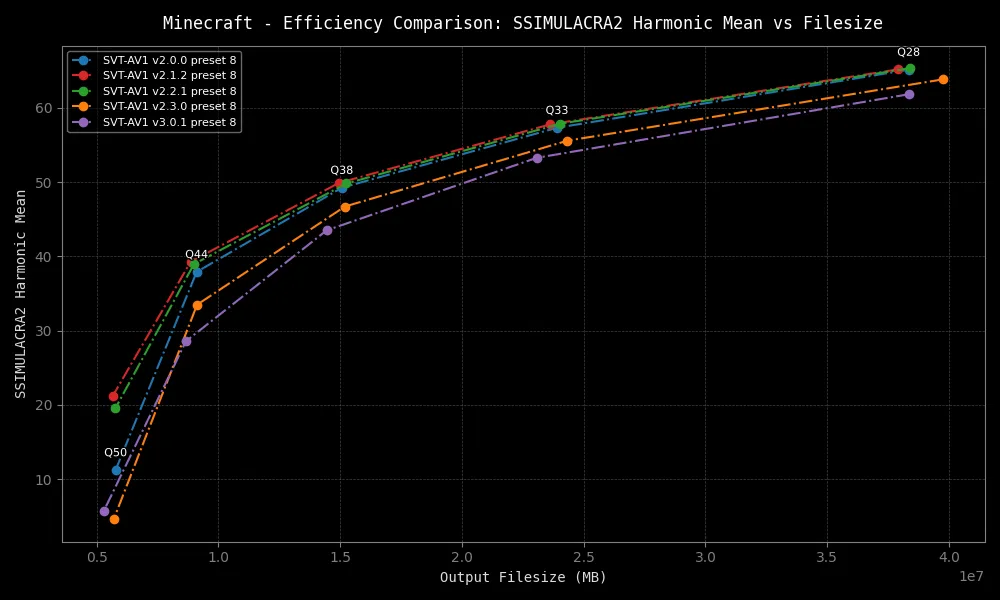 Minecraft - Efficiency Comparison: SSIMULACRA2 Harmonic Mean vs Filesize
SVT-AV1 v2.0.0 preset 8
SVT-AV1 v2.1.2 preset 8
SVT-AV1 v2.2.1 preset 8
SVT-AV1 v2.3.0 preset 8
SVT-AV1 v3.0.1 preset 8
Q28
Q33
Q38
Q44
Q50
SSIMULACRA2 Harmonic Mean
60
50
40
30
20
10
0.5 1.0 1.5 2.0 2.5 3.0 3.5 4.0
1e7
Output Filesize (MB)